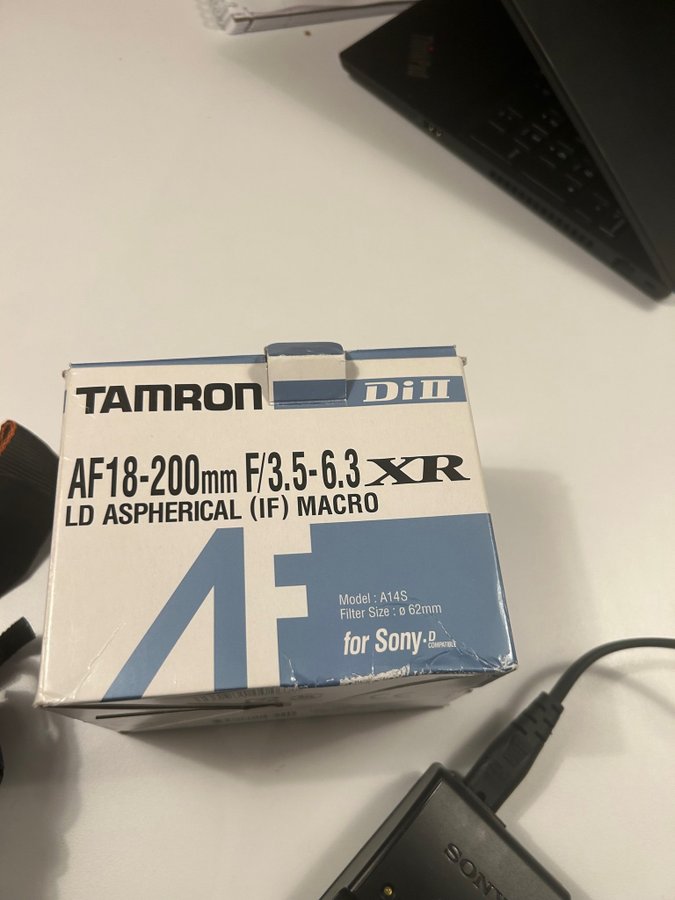 TAMRON
Di II
AF18-200mm F/3.5-6.3 XR
LD ASPHERICAL (IF) MACRO
AF
Model : A14S
Filter Size : ø 62mm
for Sony·D
COMPATIBLE
SONY